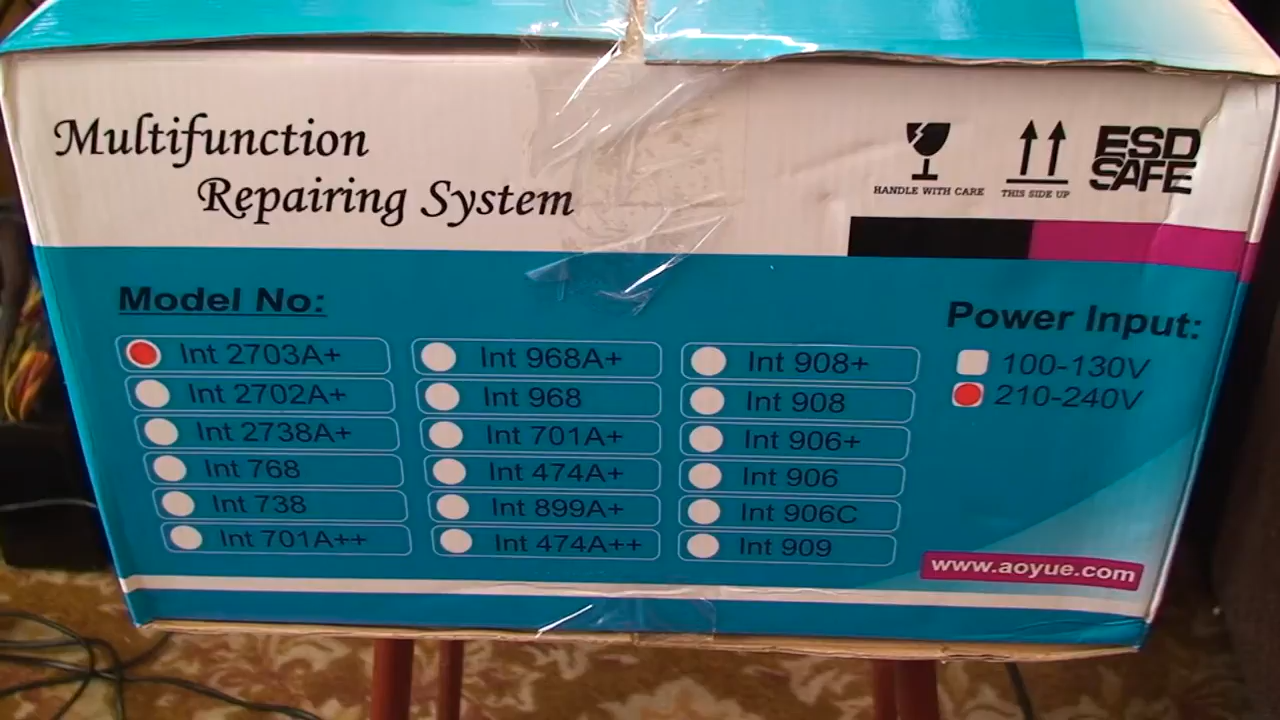 Multifunction
Repairing System
HANDLE WITH CARE
THIS SIDE UP
ESD
SAFE
Model No:
Int 2703A+
Int 2702A+
Int 2738A+
Int 768
Int 738
Int 701A++
Int 968A+
Int 968
Int 701A+
Int 474A+
Int 899A+
Int 474A++
Int 908+
Int 908
Int 906+
Int 906
Int 906C
Int 909
Power Input:
100-130V
210-240V
www.aoyue.com